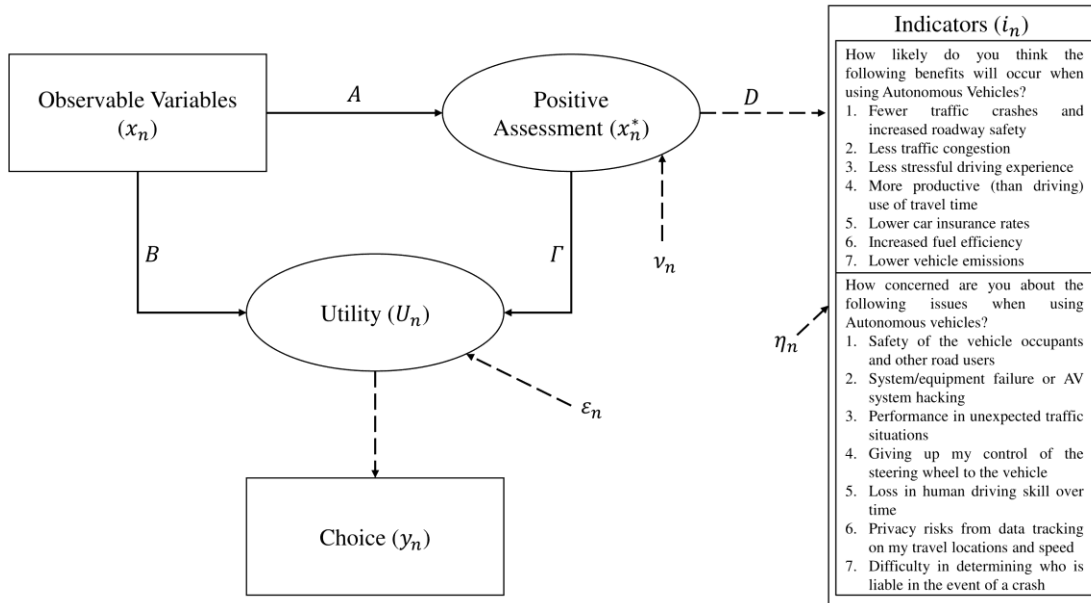 Observable Variables
(x_n)
A
Positive
Assessment (x_n^*)
D
B
Γ
ν_n
Utility (U_n)
ε_n
η_n
Choice (y_n)
Indicators (i_n)
How likely do you think the
following benefits will occur when
using Autonomous Vehicles?
1. Fewer traffic crashes and
increased roadway safety
2. Less traffic congestion
3. Less stressful driving experience
4. More productive (than driving)
use of travel time
5. Lower car insurance rates
6. Increased fuel efficiency
7. Lower vehicle emissions
How concerned are you about the
following issues when using
Autonomous vehicles?
1. Safety of the vehicle occupants
and other road users
2. System/equipment failure or AV
system hacking
3. Performance in unexpected traffic
situations
4. Giving up my control of the
steering wheel to the vehicle
5. Loss in human driving skill over
time
6. Privacy risks from data tracking
on my travel locations and speed
7. Difficulty in determining who is
liable in the event of a crash